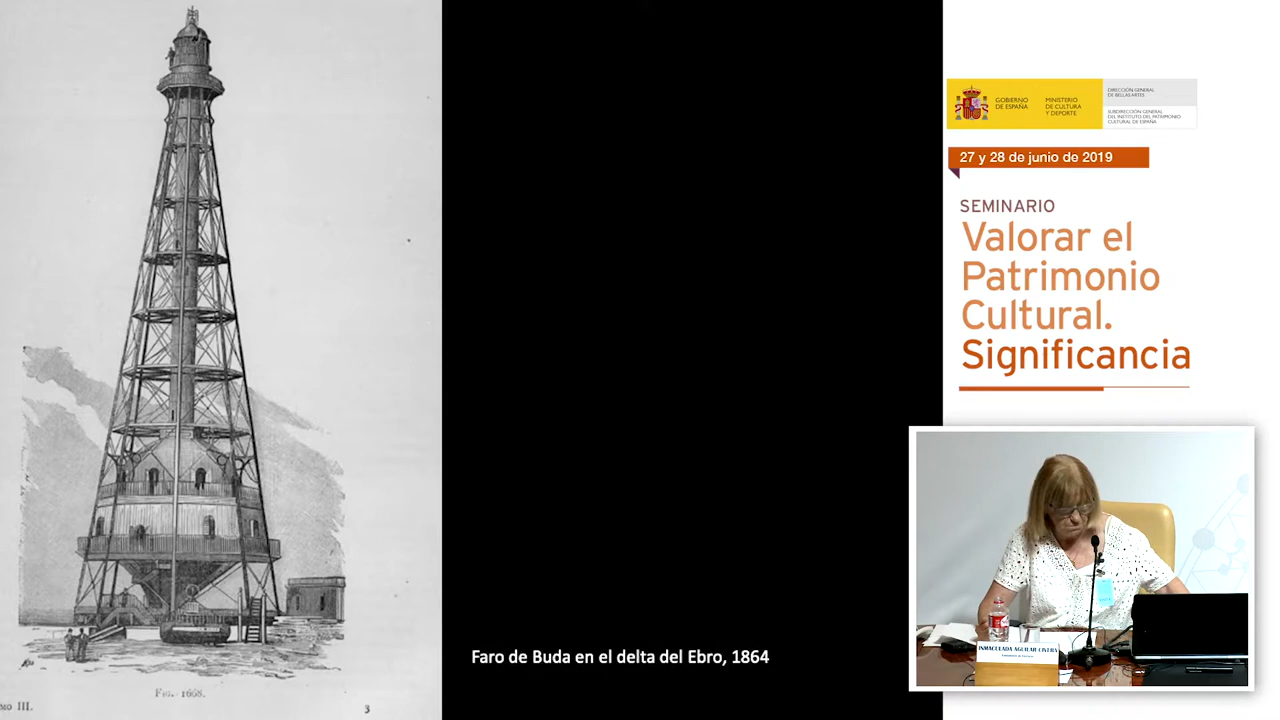 Fig. 1668.
MO III.
3
Faro de Buda en el delta del Ebro, 1864
GOBIERNO
DE ESPAÑA
MINISTERIO
DE CULTURA
Y DEPORTE
DIRECCIÓN GENERAL
DE BELLAS ARTES
SUBDIRECCIÓN GENERAL
DEL INSTITUTO DEL PATRIMONIO
CULTURAL DE ESPAÑA
27 y 28 de junio de 2019
SEMINARIO
Valorar el
Patrimonio
Cultural.
Significancia
INMACULADA AGUILAR CIVERA